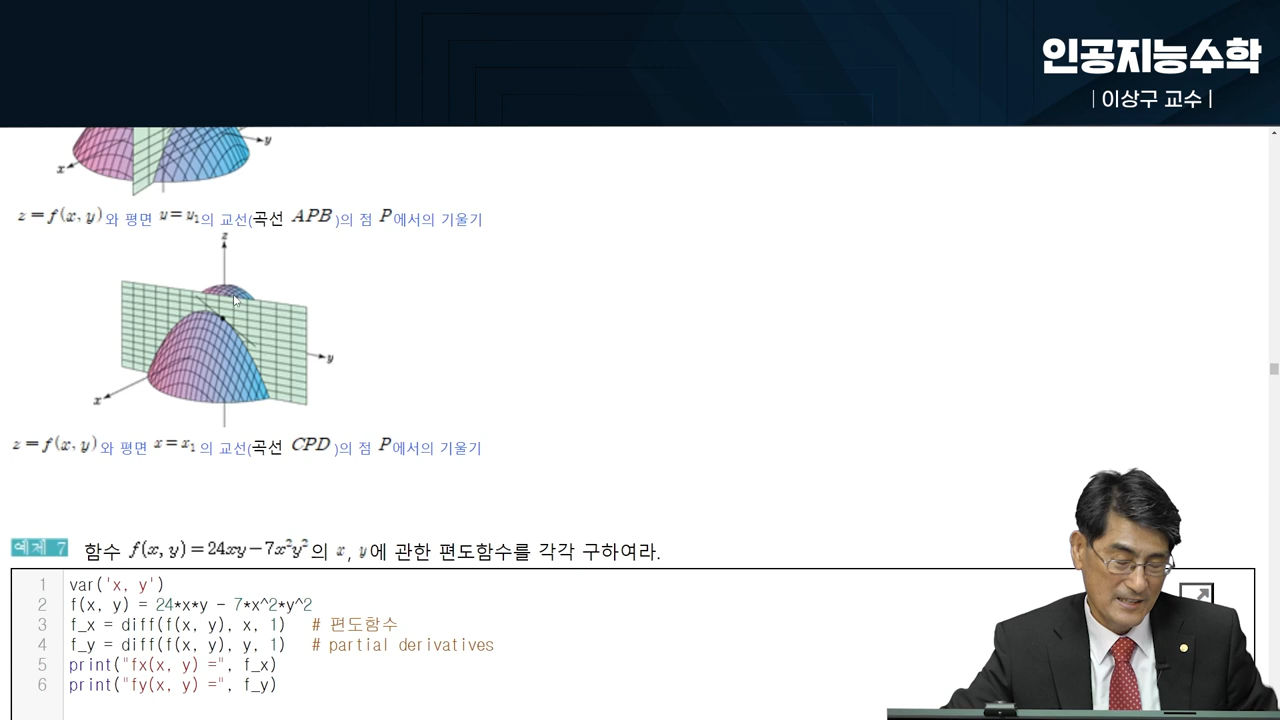 인공지능수학
| 이상구 교수 |
y
x
z = f(x, y)와 평면 y = y₁의 교선(곡선 APB)의 점 P에서의 기울기
z
y
x
z = f(x, y)와 평면 x = x₁의 교선(곡선 CPD)의 점 P에서의 기울기
예제 7 함수 f(x, y) = 24xy − 7x²y²의 x, y에 관한 편도함수를 각각 구하여라.
1 var('x, y')
2 f(x, y) = 24*x*y - 7*x^2*y^2
3 f_x = diff(f(x, y), x, 1) # 편도함수
4 f_y = diff(f(x, y), y, 1) # partial derivatives
5 print("fx(x, y) =", f_x)
6 print("fy(x, y) =", f_y)